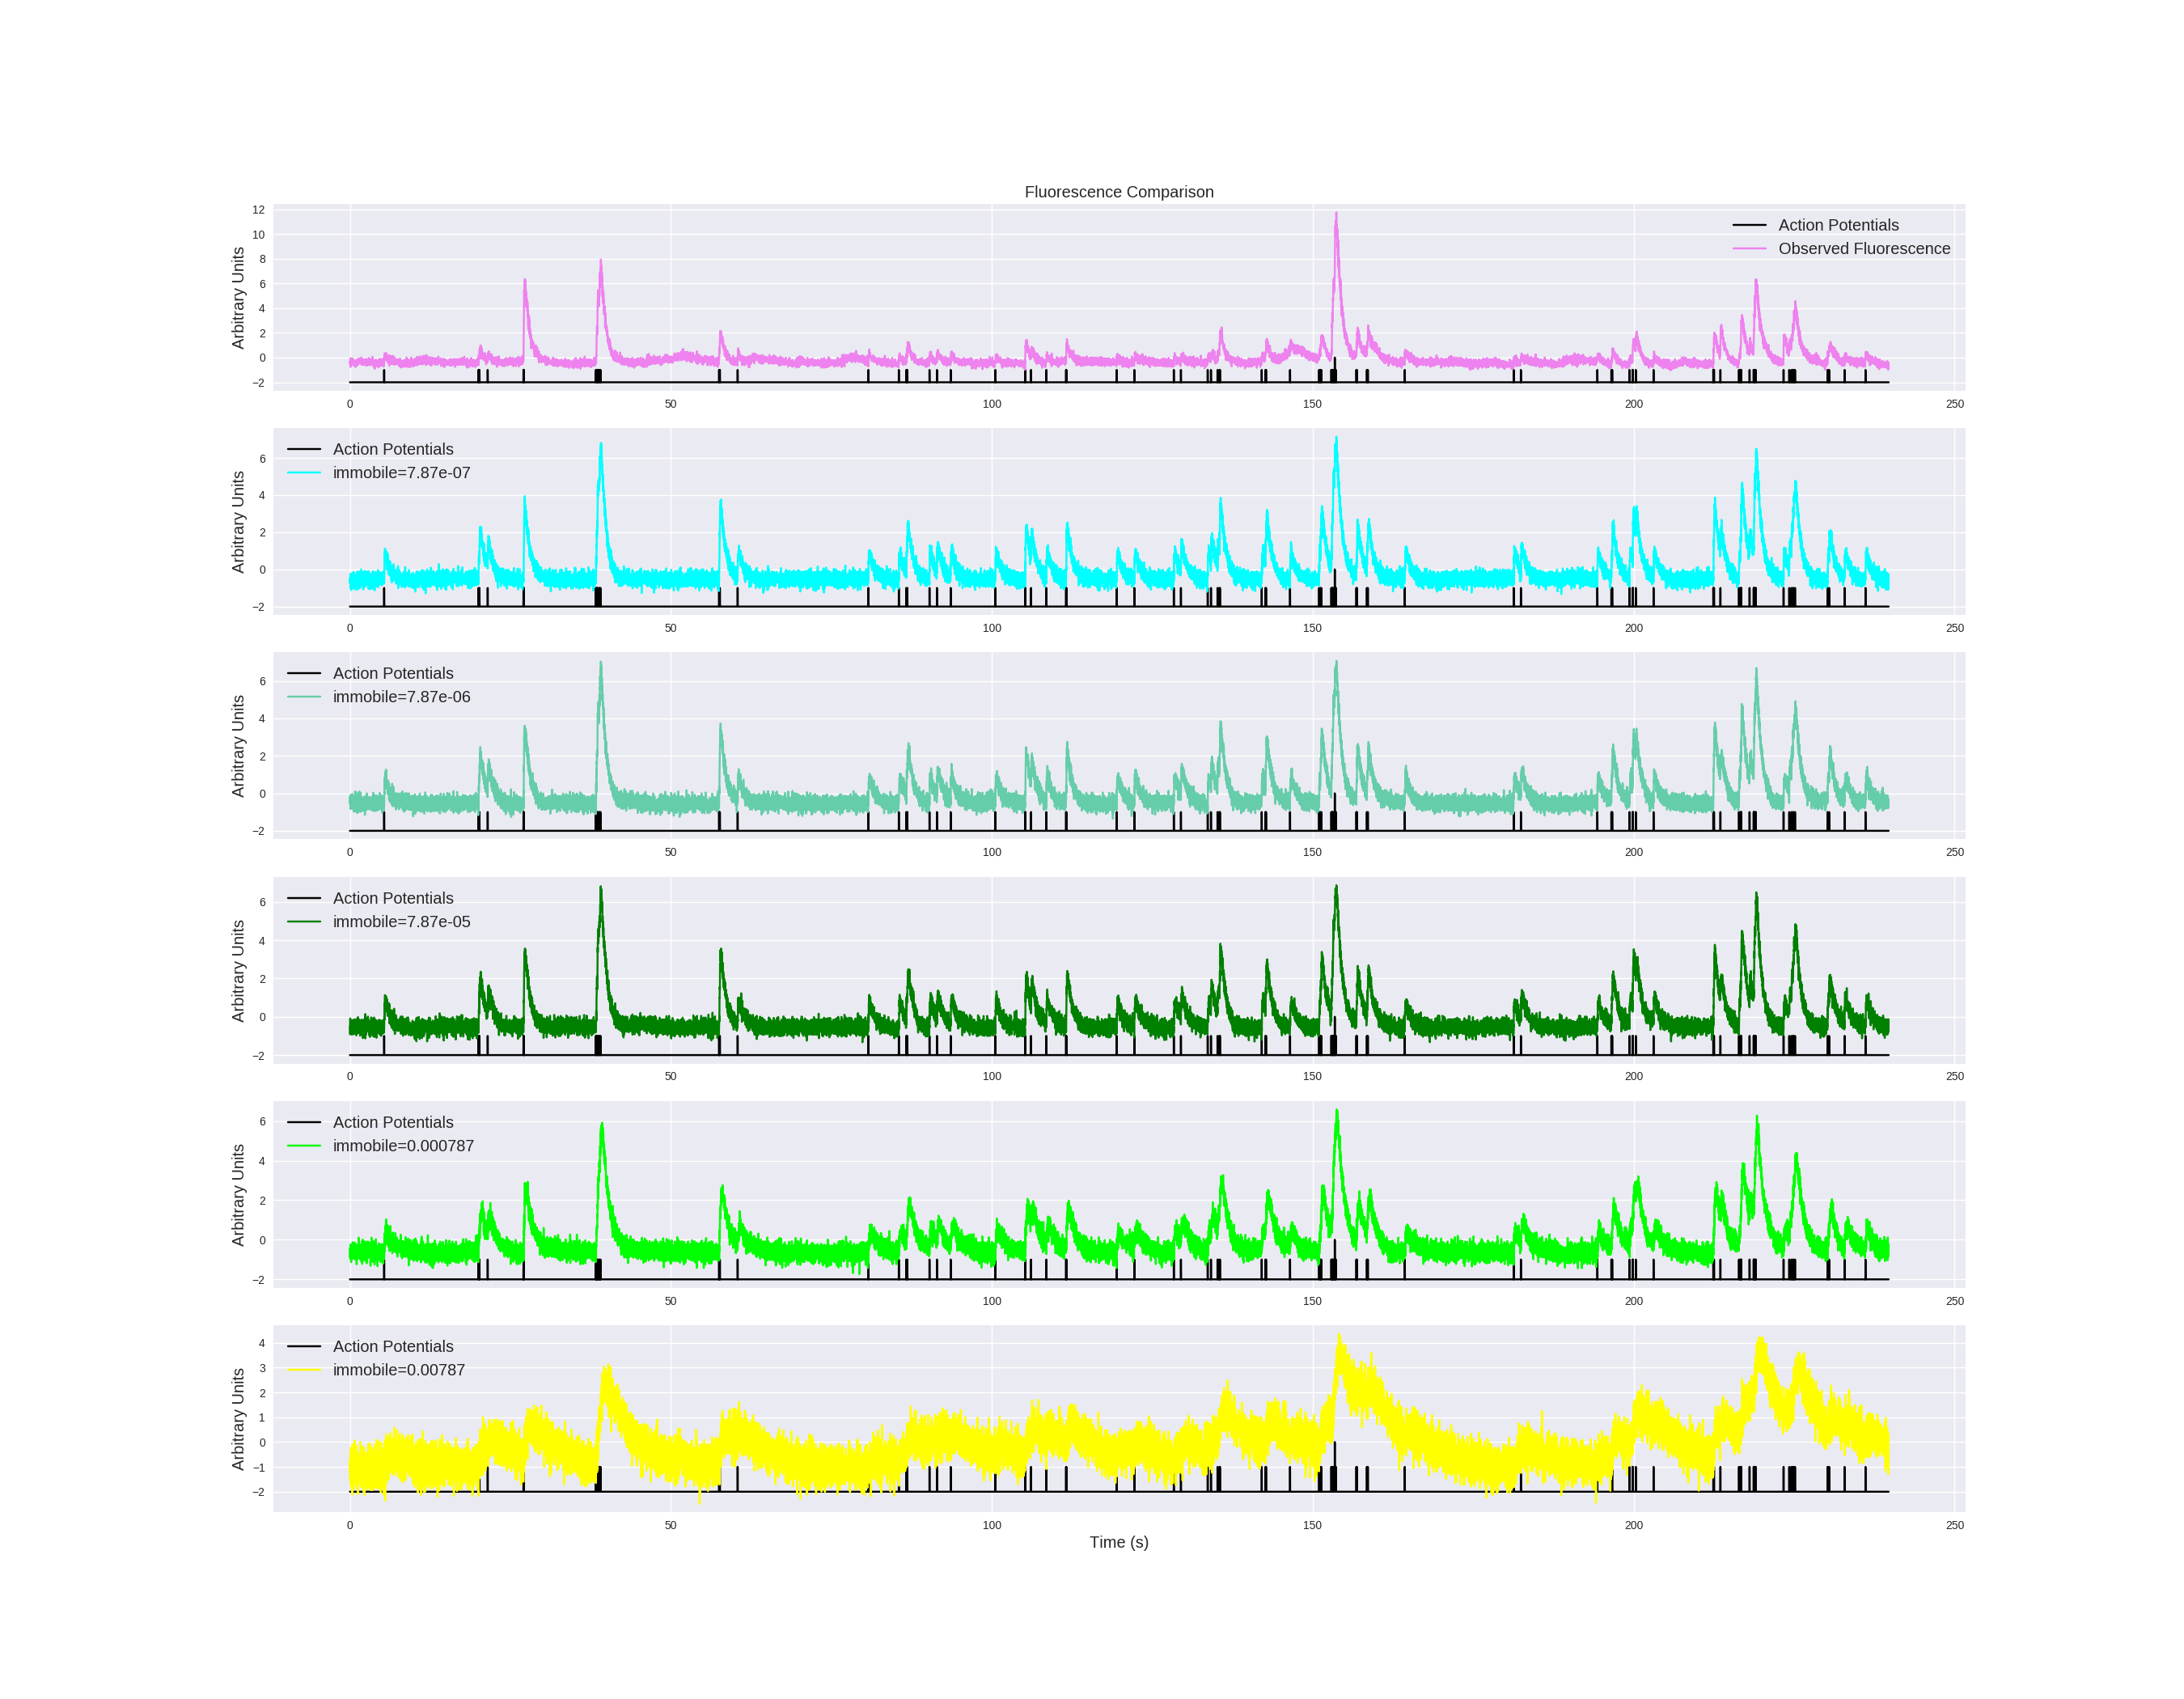 Fluorescence Comparison
12
10
8
6
4
2
0
−2
Arbitrary Units
Action Potentials
Observed Fluorescence
0 50 100 150 200 250
6
4
2
0
−2
Arbitrary Units
Action Potentials
immobile=7.87e-07
0 50 100 150 200 250
6
4
2
0
−2
Arbitrary Units
Action Potentials
immobile=7.87e-06
0 50 100 150 200 250
6
4
2
0
−2
Arbitrary Units
Action Potentials
immobile=7.87e-05
0 50 100 150 200 250
6
4
2
0
−2
Arbitrary Units
Action Potentials
immobile=0.000787
0 50 100 150 200 250
4
3
2
1
0
−1
−2
Arbitrary Units
Action Potentials
immobile=0.00787
0 50 100 150 200 250
Time (s)